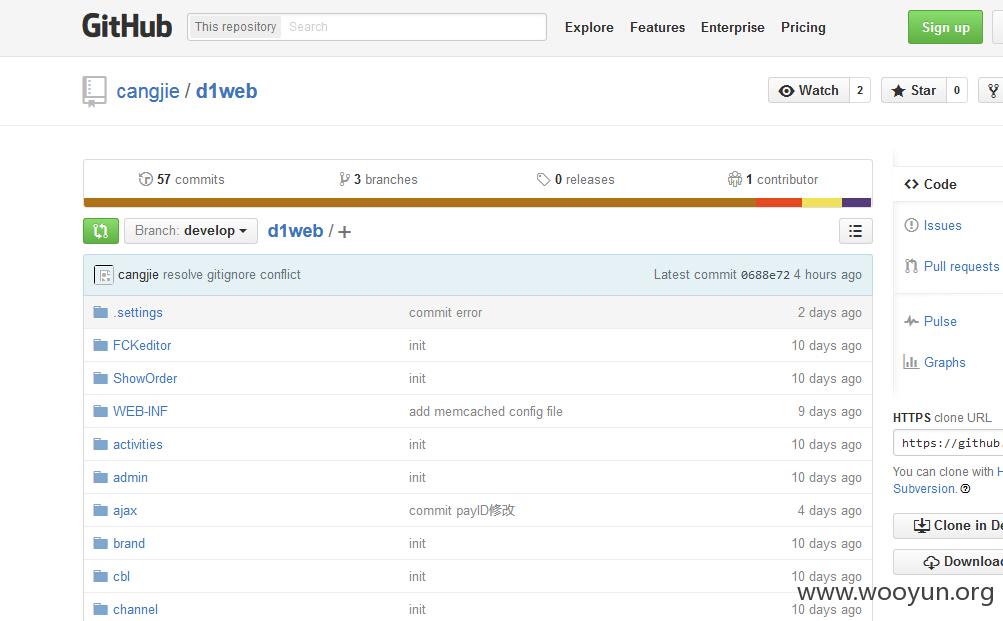 GitHub This repository Search Explore Features Enterprise Pricing Sign up
cangjie / d1web Watch 2 Star 0
57 commits 3 branches 0 releases 1 contributor
Branch: develop d1web / +
cangjie resolve gitignore conflict Latest commit 0688e72 4 hours ago
.settings commit error 2 days ago
FCKeditor init 10 days ago
ShowOrder init 10 days ago
WEB-INF add memcached config file 9 days ago
activities init 10 days ago
admin init 10 days ago
ajax commit payID修改 4 days ago
brand init 10 days ago
cbl init 10 days ago
channel init 10 days ago
Code
Issues
Pull requests
Pulse
Graphs
HTTPS clone URL
https://github.
You can clone with H
Subversion.
Clone in De
Downloa
www.wooyun.org